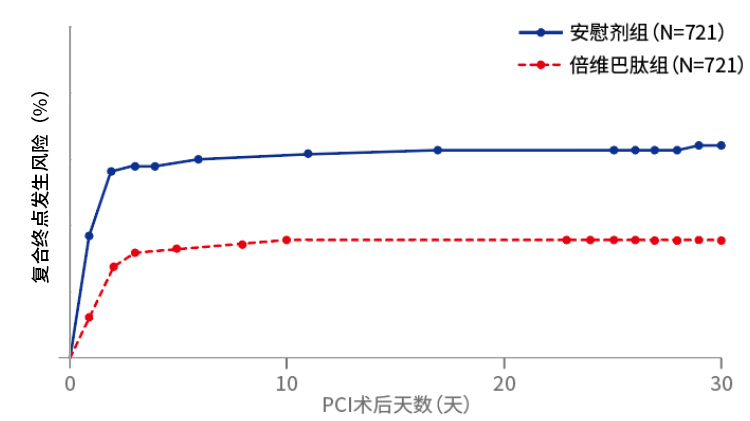 安慰剂组（N=721）
倍维巴肽组（N=721）
复合终点发生风险（%）
0
10
20
30
PCI术后天数（天）